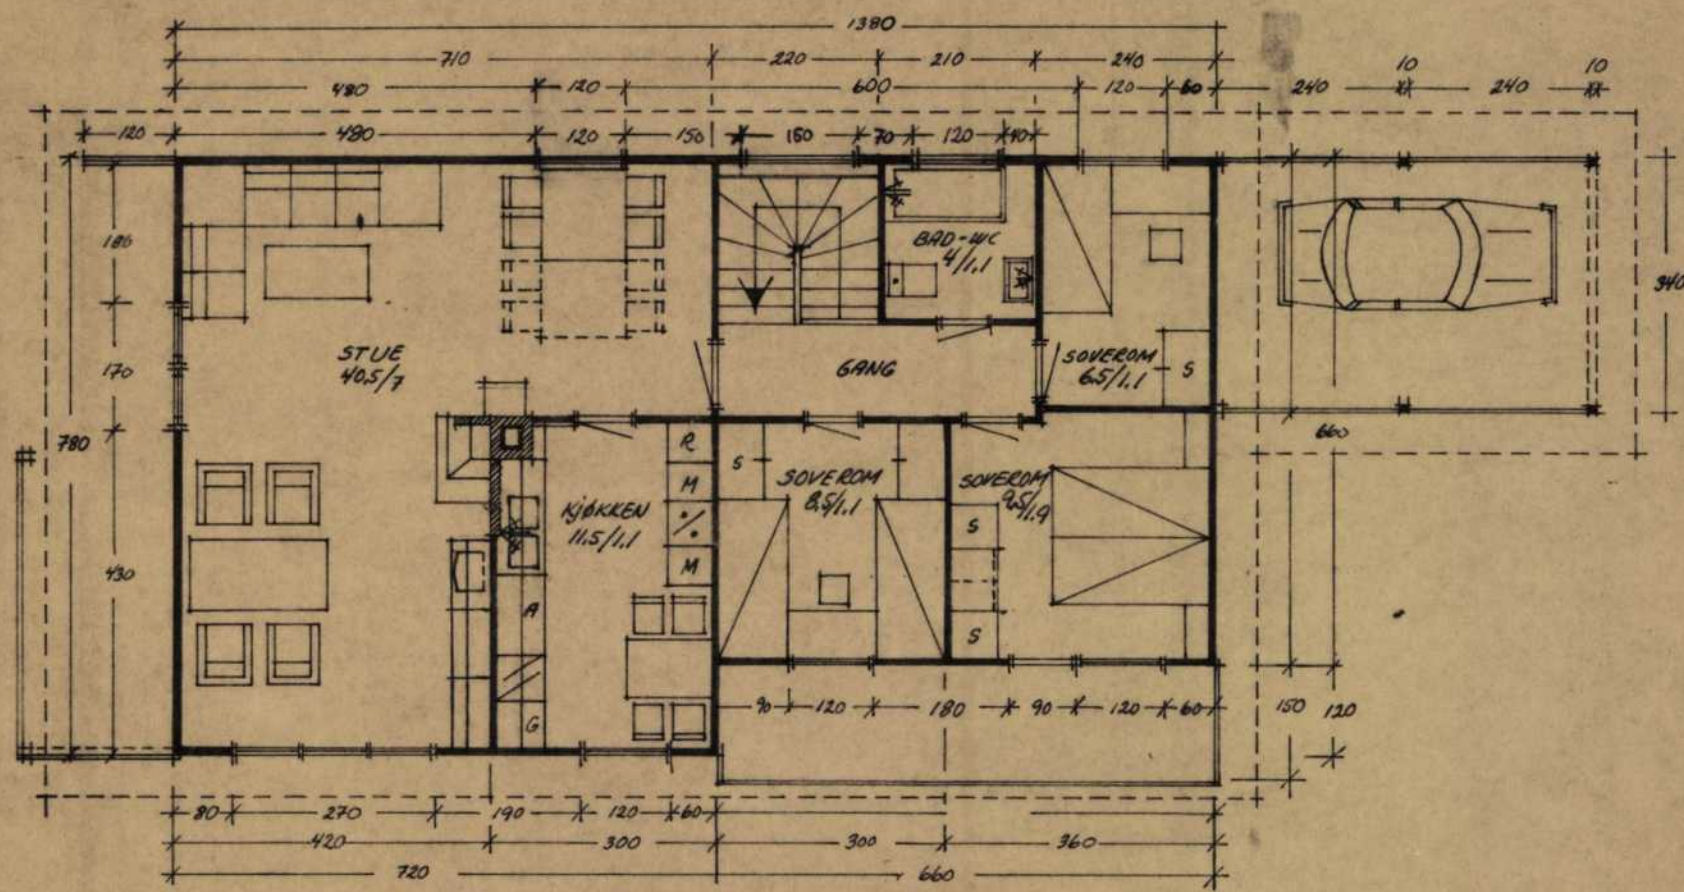 1380
710 220 210 240 10 10
480 120 600 120 60 240 240
120 480 120 150 150 70 120 40
180
BAD-WC
4/1.1
340
STUE
40.5/7
170
GANG
SOVEROM
6.5/1.1
S
660
780
R
S
SOVEROM
8.5/1.1
SOVEROM
9.5/1.9
M
KJØKKEN
11.5/1.1
S
M
430
A
S
G
90 120 180 90 120 60 150 120
80 270 190 120 60
420 300 300 360
720 660